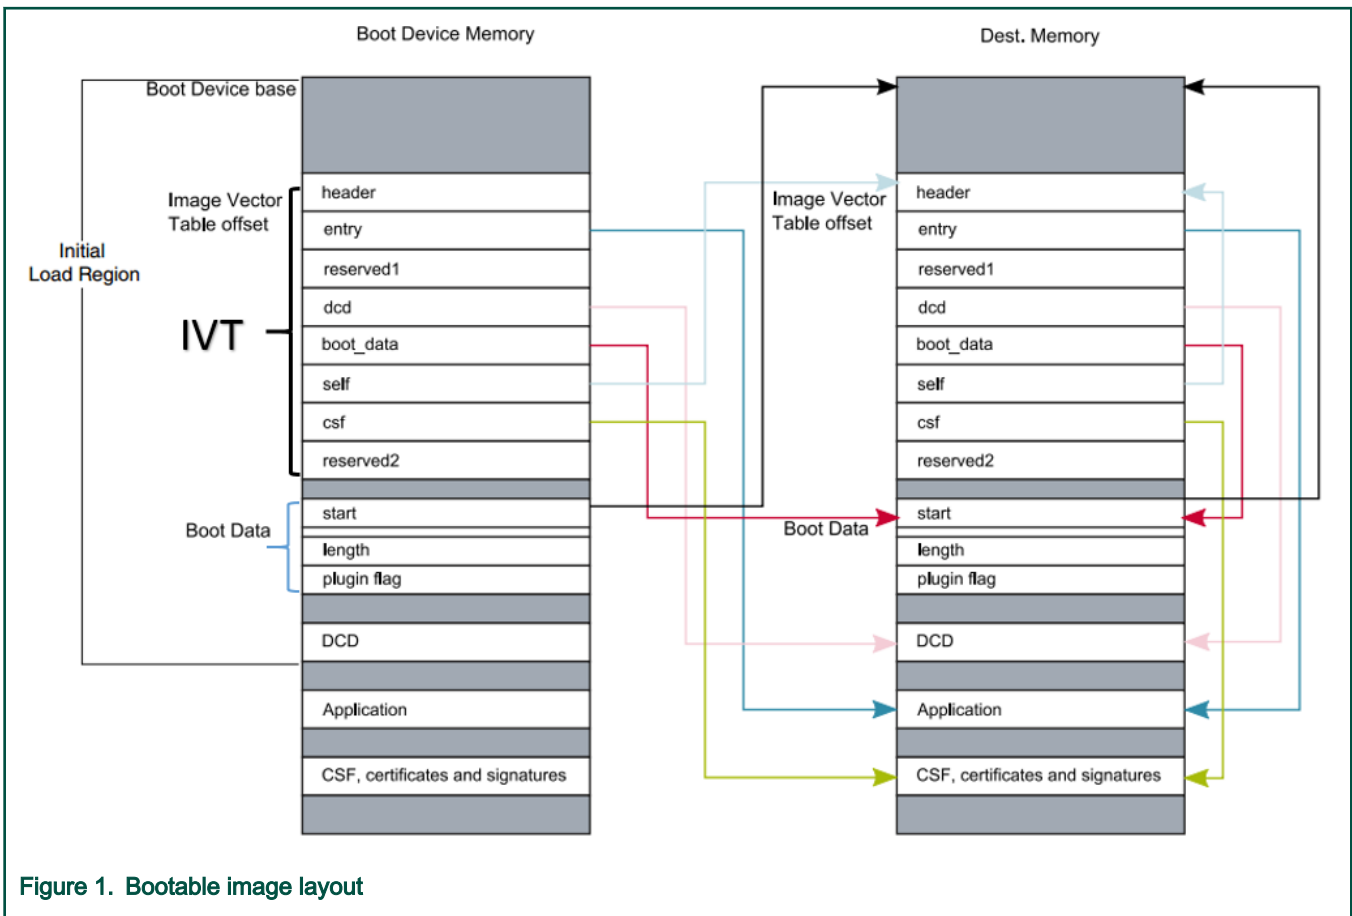 Boot Device Memory
Dest. Memory
Boot Device base
Image Vector
Table offset
Initial
Load Region
IVT
header
entry
reserved1
dcd
boot_data
self
csf
reserved2
Boot Data
start
length
plugin flag
DCD
Application
CSF, certificates and signatures
Image Vector
Table offset
header
entry
reserved1
dcd
boot_data
self
csf
reserved2
Boot Data
start
length
plugin flag
DCD
Application
CSF, certificates and signatures
Figure 1. Bootable image layout